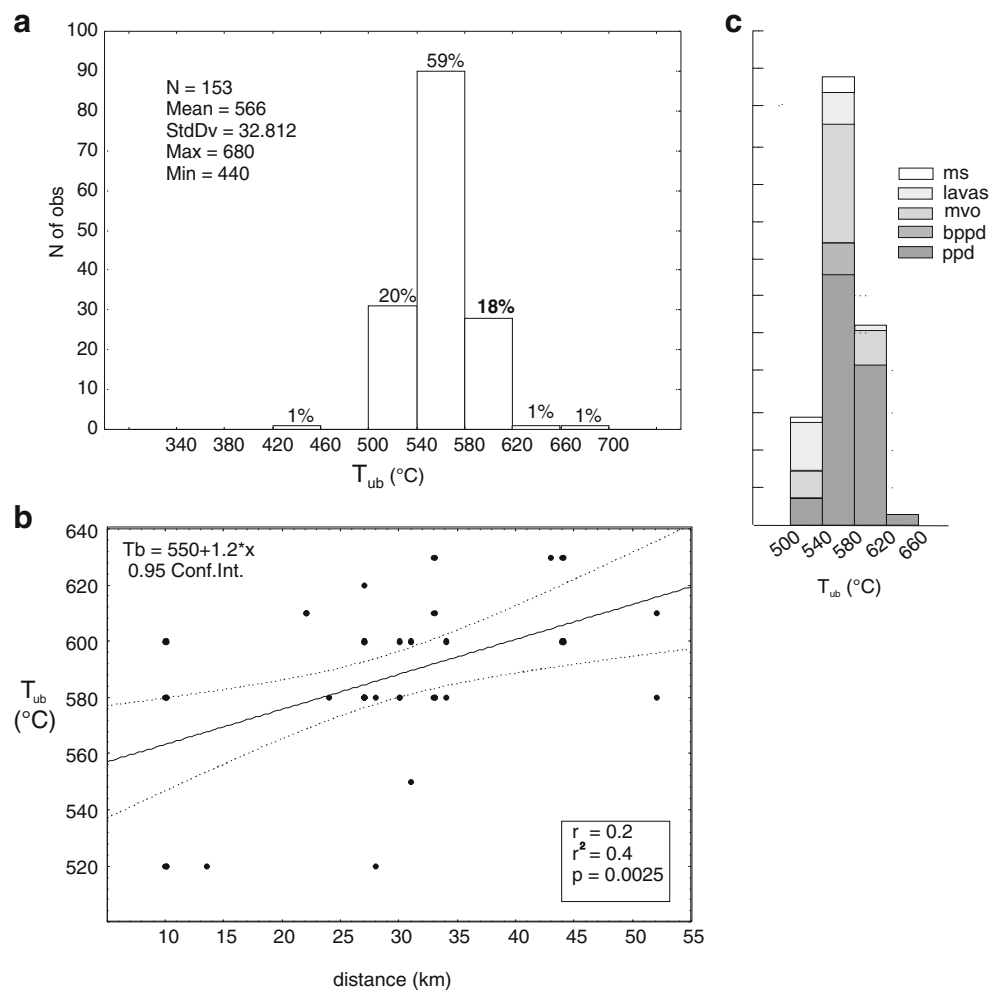 a
100
90
80
70
60
50
40
30
20
10
0
N of obs
N = 153
Mean = 566
StdDv = 32.812
Max = 680
Min = 440
1%
20%
59%
18%
1%
1%
340 380 420 460 500 540 580 620 660 700
Tub (°C)
b
640
620
600
580
560
540
520
Tub
(°C)
Tb = 550+1.2*x
0.95 Conf.Int.
r = 0.2
r² = 0.4
p = 0.0025
10 15 20 25 30 35 40 45 50 55
distance (km)
c
ms
lavas
mvo
bppd
ppd
500 540 580 620 660
Tub (°C)